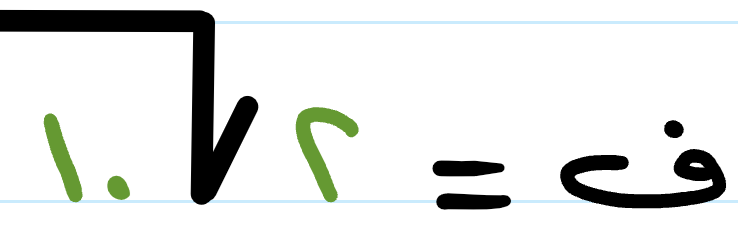 ف = ٢√١٠